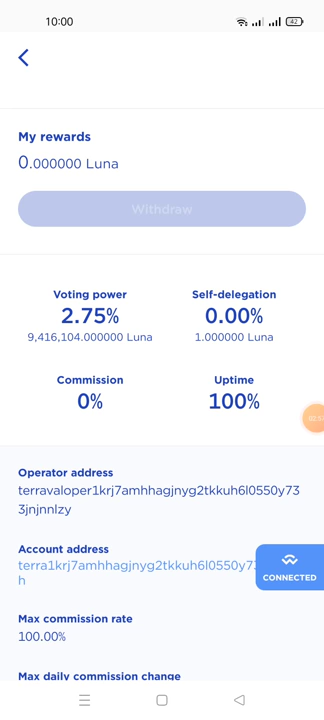 10:00
42
My rewards
0.000000 Luna
Withdraw
Voting power
Self-delegation
2.75%
0.00%
9,416,104.000000 Luna
1.000000 Luna
Commission
Uptime
0%
100%
Operator address
terravaloper1krj7amhhagjnyg2tkkuh6l0550y73
3jnjnnlzy
Account address
terra1krj7amhhagjnyg2tkkuh6l0550y7
h
CONNECTED
Max commission rate
100.00%
Max daily commission change